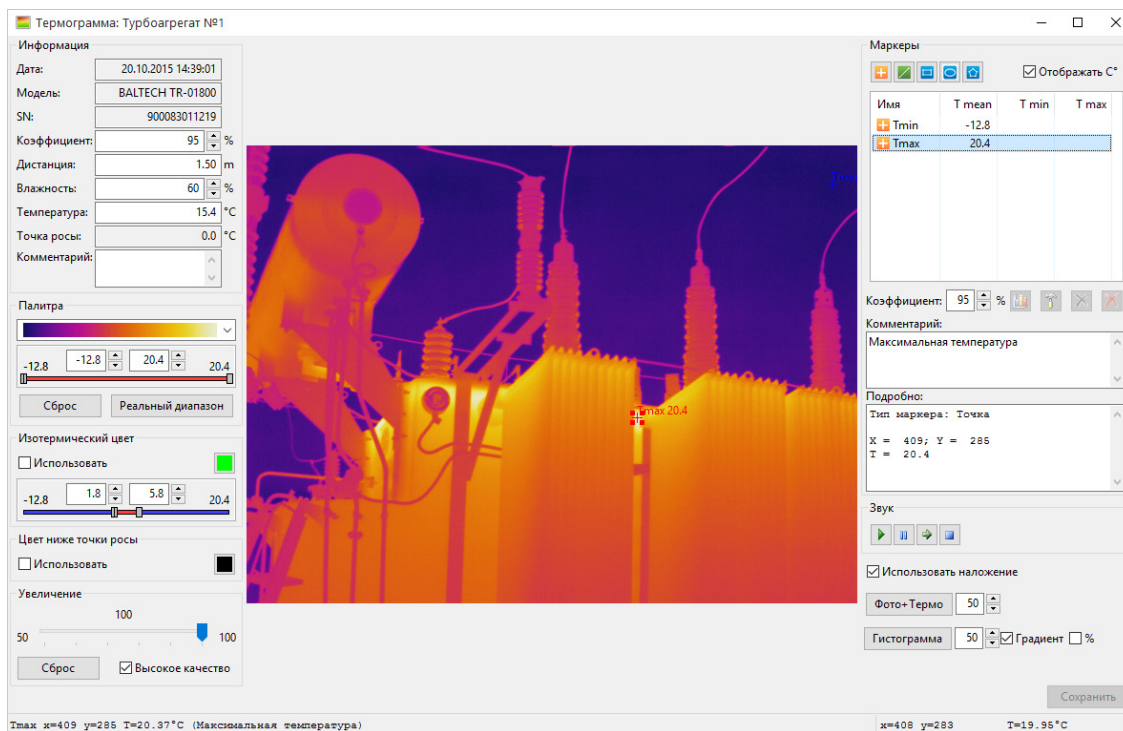 Термограмма: Турбоагрегат №1
Информация
Дата: 20.10.2015 14:39:01
Модель: BALTECH TR-01800
SN: 900083011219
Коэффициент: 95 %
Дистанция: 1.50 m
Влажность: 60 %
Температура: 15.4 °C
Точка росы: 0.0 °C
Комментарий:
Палитра
-12.8 -12.8 20.4 20.4
Сброс Реальный диапазон
Изотермический цвет
Использовать
-12.8 1.8 5.8 20.4
Цвет ниже точки росы
Использовать
Увеличение
100
50 100
Сброс Высокое качество
Tmax 20.4
Маркеры
Отображать C°
Имя T mean T min T max
Tmin -12.8
Tmax 20.4
Коэффициент: 95 %
Комментарий:
Максимальная температура
Подробно:
Тип маркера: Точка
X = 409; Y = 285
T = 20.4
Звук
Использовать наложение
Фото+Термо 50
Гистограмма 50 Градиент %
Сохранить
Tmax x=409 y=285 T=20.37°C (Максимальная температура) x=408 y=283 T=19.95°C